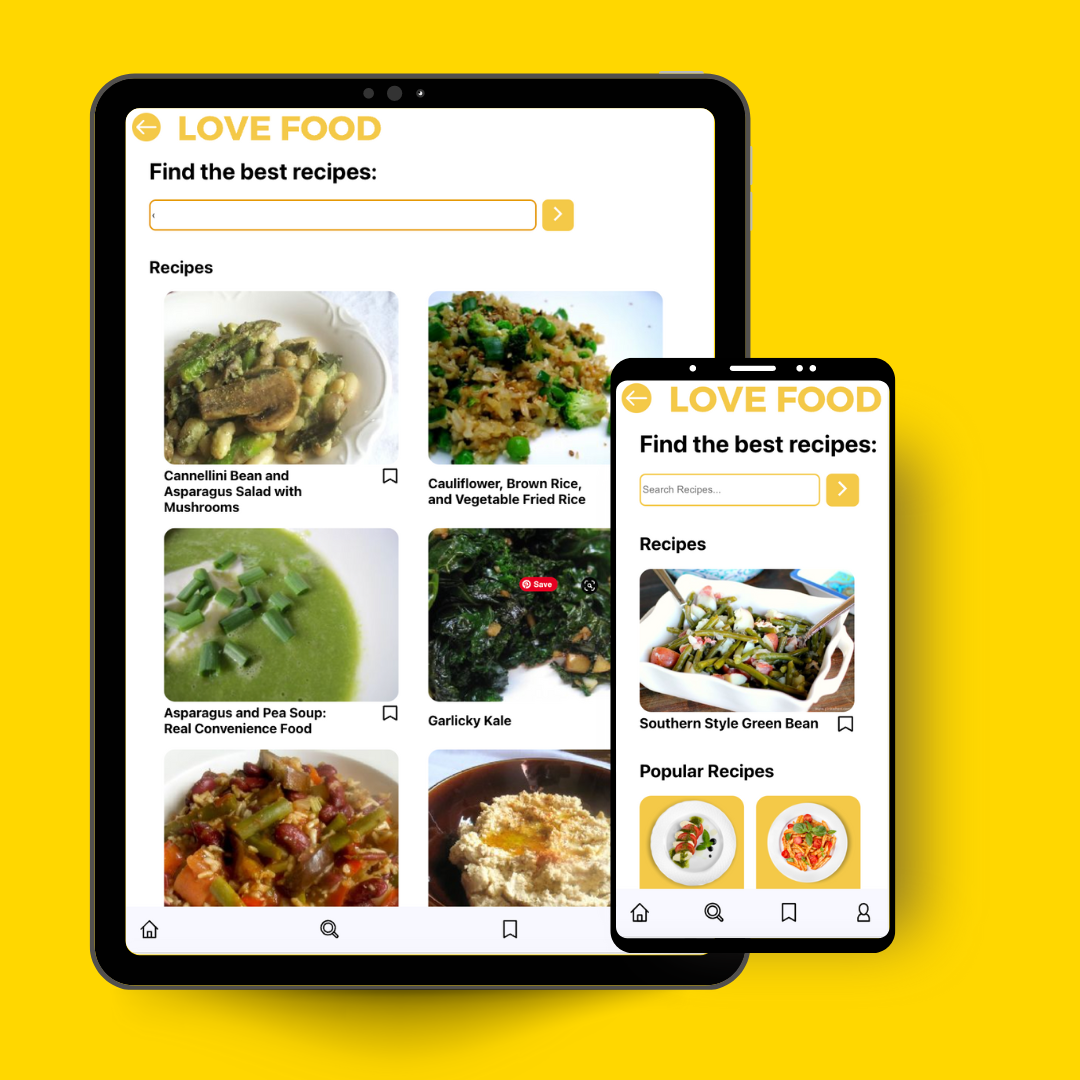 LOVE FOOD
Find the best recipes:
Recipes
Cannellini Bean and
Asparagus Salad with
Mushrooms
Cauliflower, Brown Rice,
and Vegetable Fried Rice
Save
Asparagus and Pea Soup:
Real Convenience Food
Garlicky Kale
LOVE FOOD
Find the best recipes:
Search Recipes...
Recipes
Southern Style Green Bean
Popular Recipes